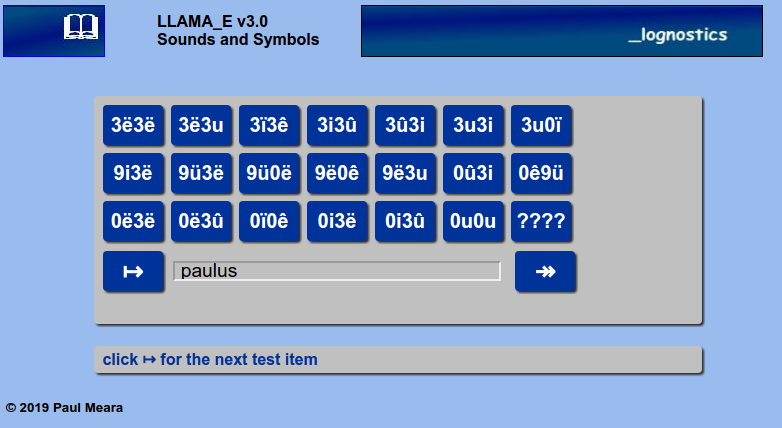 LLAMA_E v3.0
Sounds and Symbols
_lognostics
3ë3ë 3ë3u 3ï3ê 3i3û 3û3i 3u3i 3u0ï
9i3ë 9ü3ë 9ü0ë 9ë0ê 9ë3u 0û3i 0ê9ü
0ë3ë 0ë3û 0ï0ê 0i3ë 0i3û 0u0u ????
↦ paulus ↠
click ↦ for the next test item
© 2019 Paul Meara